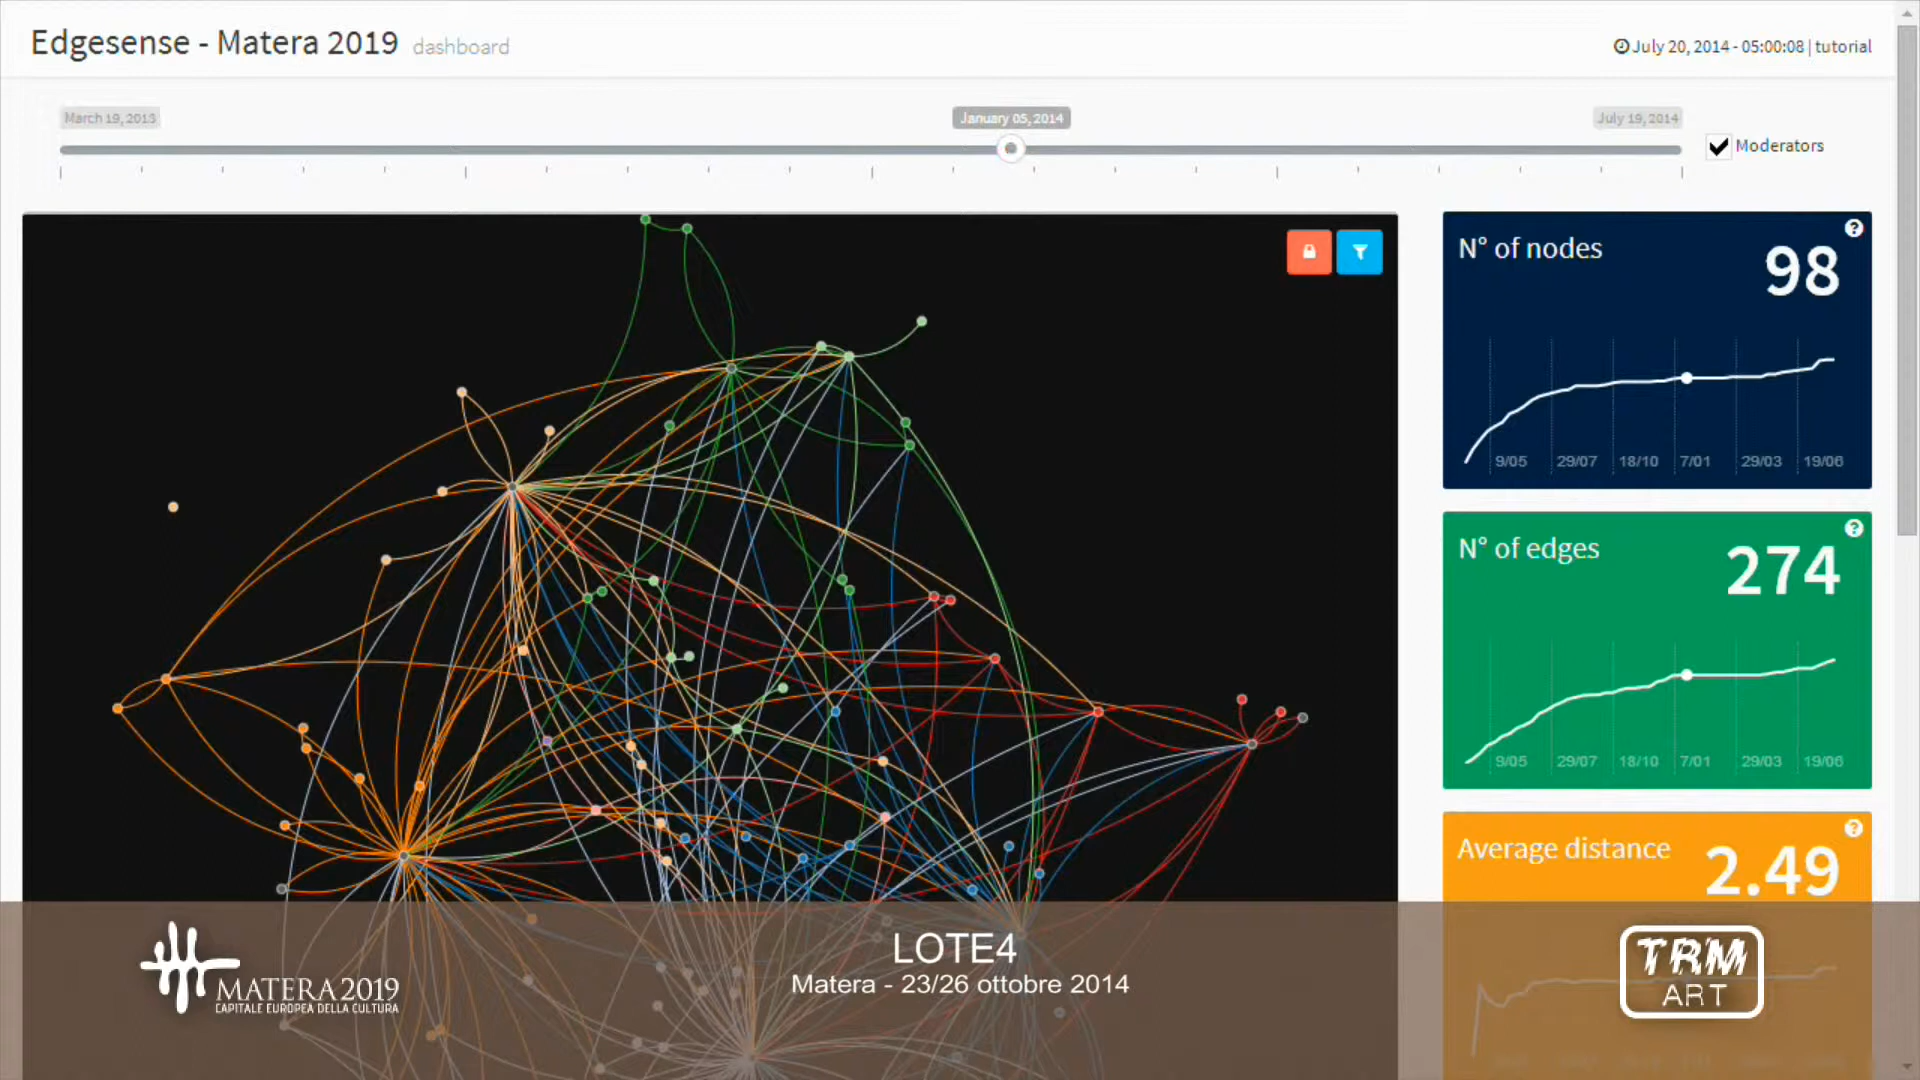 Edgesense - Matera 2019 dashboard
July 20, 2014 - 05:00:08 | tutorial
March 19, 2013
January 05, 2014
July 19, 2014
Moderators
N° of nodes
98
9/05 29/07 18/10 7/01 29/03 19/06
N° of edges
274
9/05 29/07 18/10 7/01 29/03 19/06
Average distance
2.49
MATERA 2019
CAPITALE EUROPEA DELLA CULTURA
LOTE4
Matera - 23/26 ottobre 2014
TRM
ART